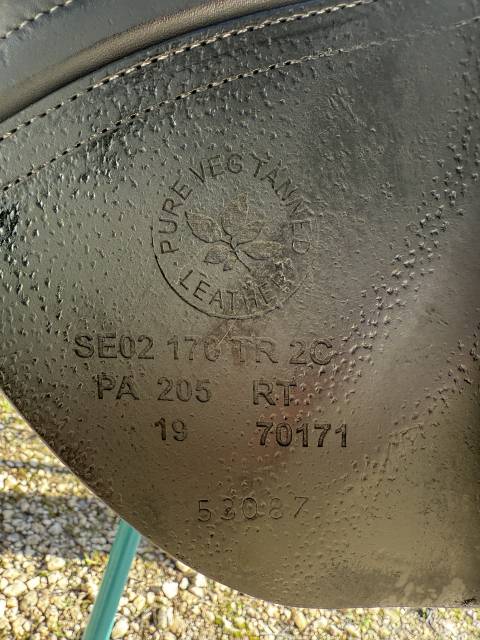 PURE VEG TANNED
LEATHER
SE02 170 TR 2C
PA 205 RT
19 70171
53087